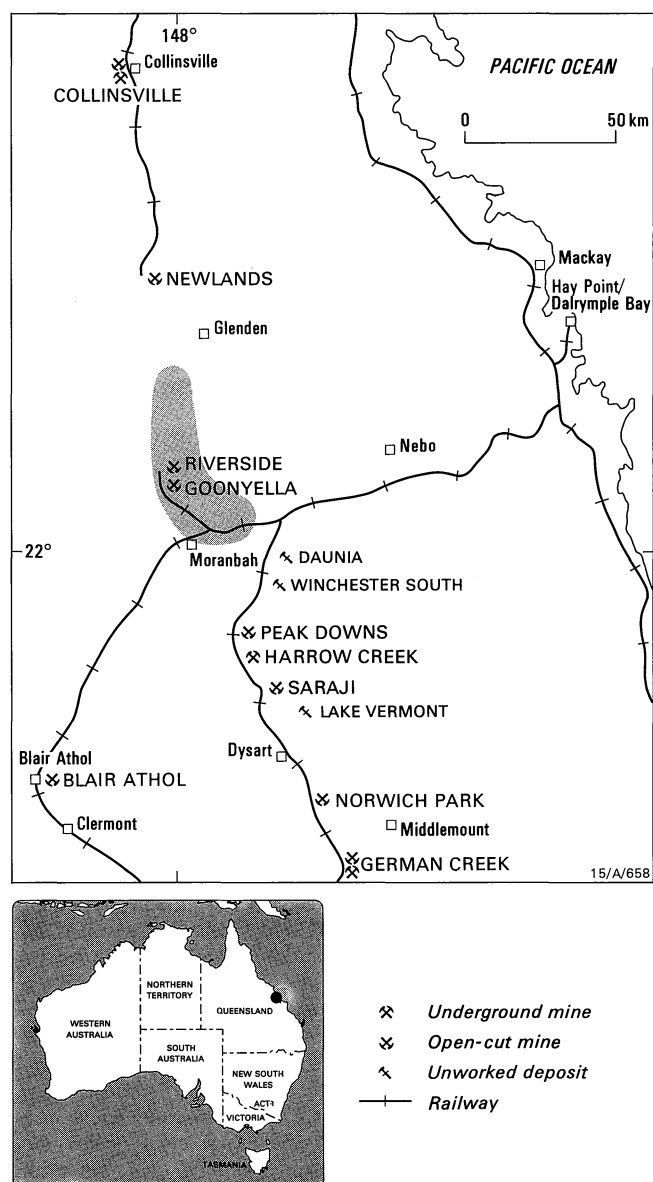 148°
Collinsville
COLLINSVILLE
PACIFIC OCEAN
0 50 km
NEWLANDS
Glenden
Mackay
Hay Point/
Dalrymple Bay
RIVERSIDE
GOONYELLA
Nebo
22°
Moranbah
DAUNIA
WINCHESTER SOUTH
PEAK DOWNS
HARROW CREEK
SARAJI
LAKE VERMONT
Dysart
Blair Athol
BLAIR ATHOL
NORWICH PARK
Clermont
Middlemount
GERMAN CREEK
15/A/658
WESTERN
AUSTRALIA
NORTHERN
TERRITORY
QUEENSLAND
SOUTH
AUSTRALIA
NEW SOUTH
WALES
ACT
VICTORIA
TASMANIA
Underground mine
Open-cut mine
Unworked deposit
Railway